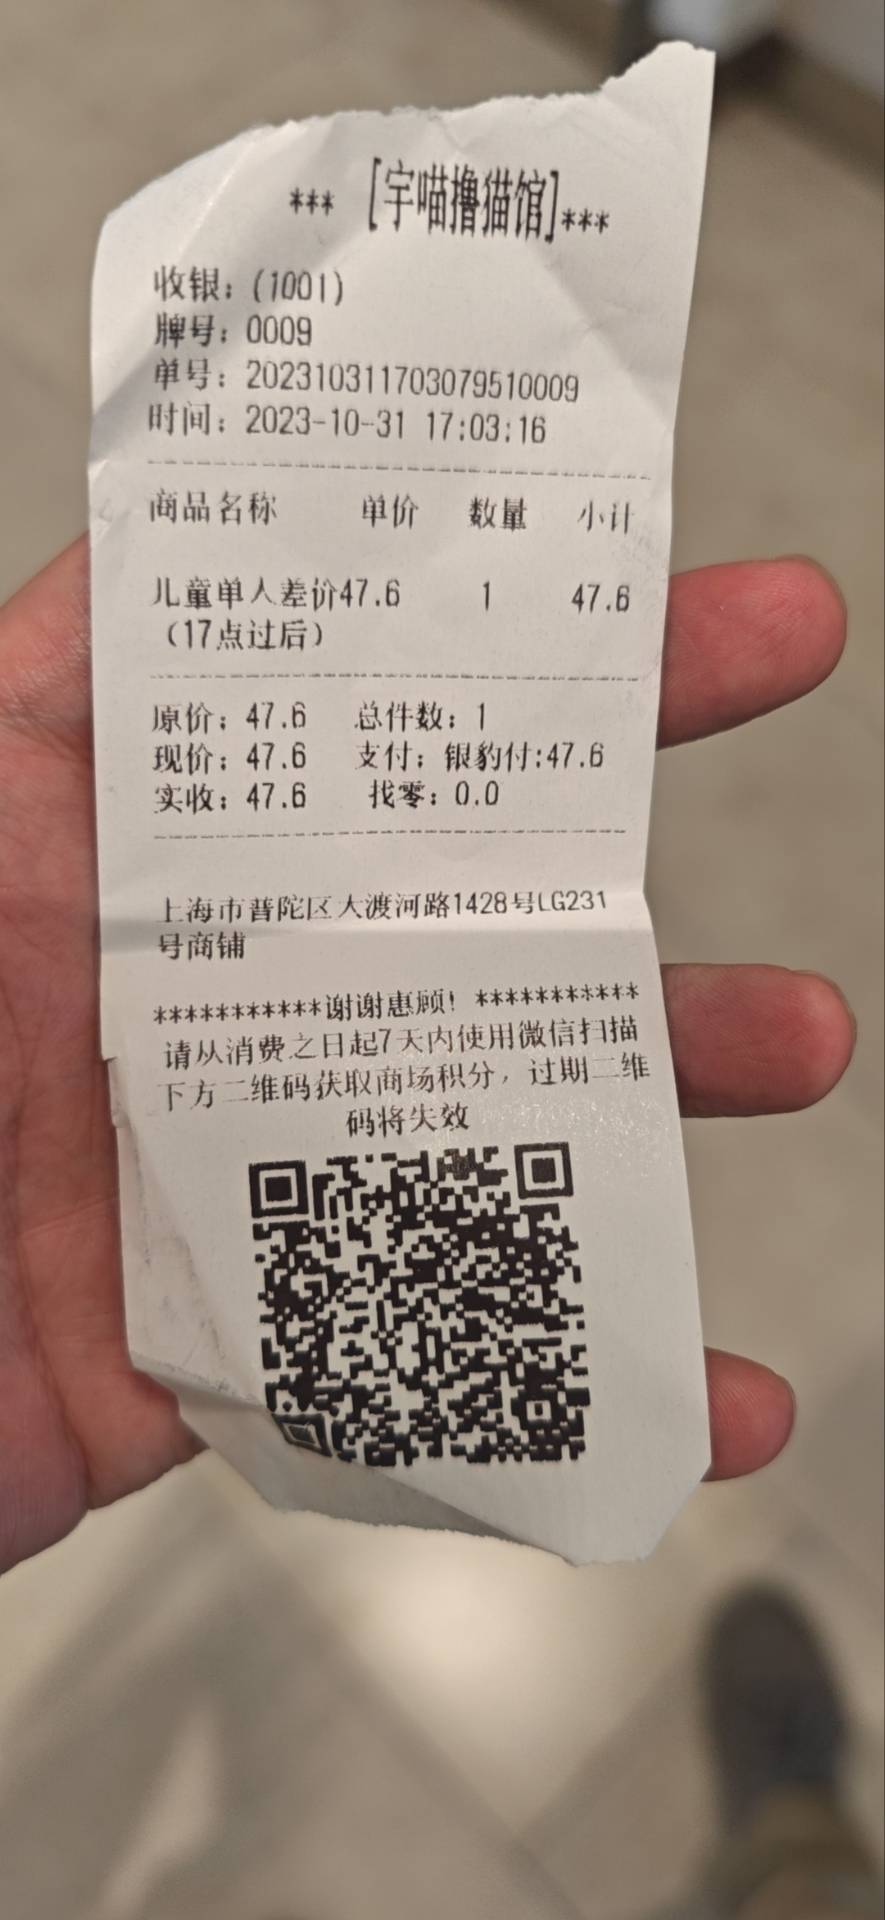 *** [宇喵撸猫馆]***
收银：(1001)
牌号：0009
单号：202310311703079510009
时间：2023-10-31 17:03:16
商品名称 单价 数量 小计
儿童单人差价47.6 1 47.6
（17点过后）
原价：47.6 总件数：1
现价：47.6 支付：银豹付:47.6
实收：47.6 找零：0.0
上海市普陀区大渡河路1428号LG231
号商铺
***********谢谢惠顾！***********
请从消费之日起7天内使用微信扫描
下方二维码获取商场积分，过期二维
码将失效